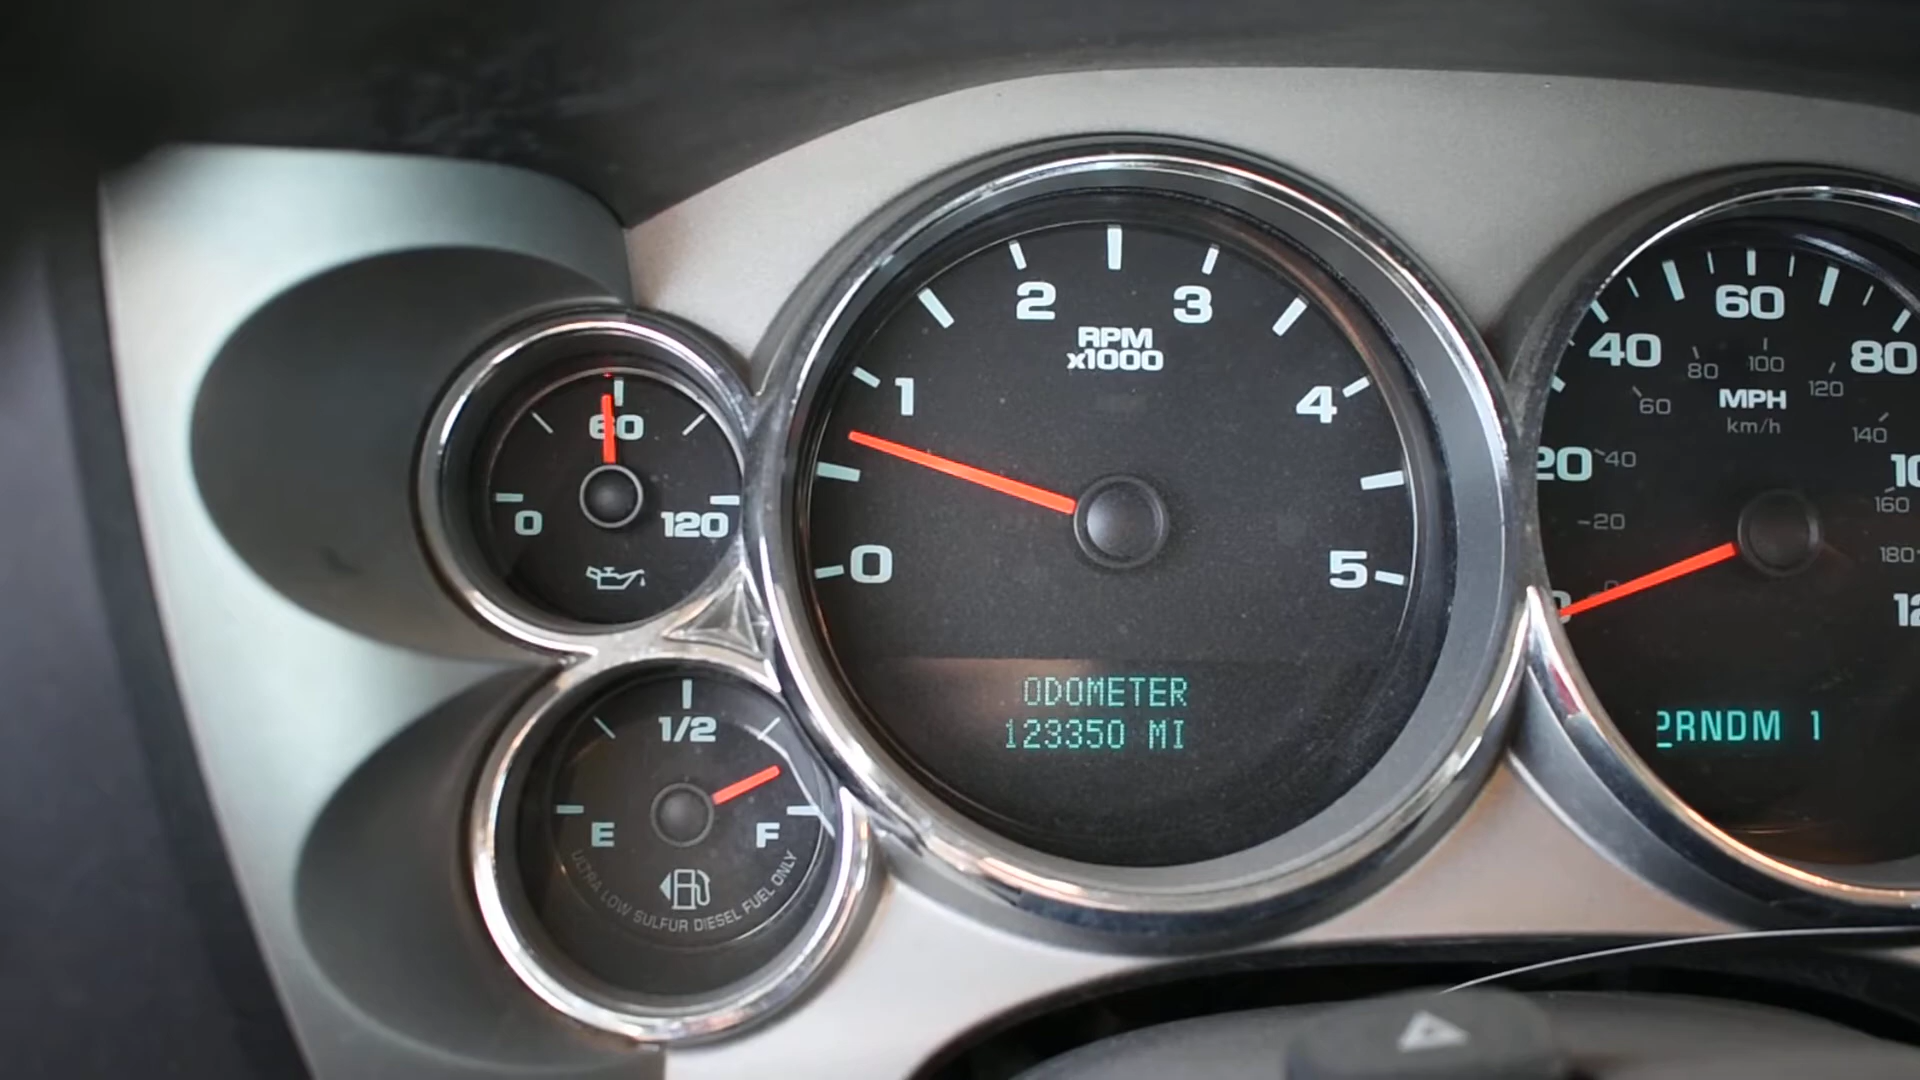 60
0
120
1/2
E
F
ULTRA LOW SULFUR DIESEL FUEL ONLY
0
1
2
3
4
5
RPM
x1000
ODOMETER
123350 MI
20
40
60
80
MPH
km/h
20
40
60
80
100
120
140
160
180
PRNDM 1